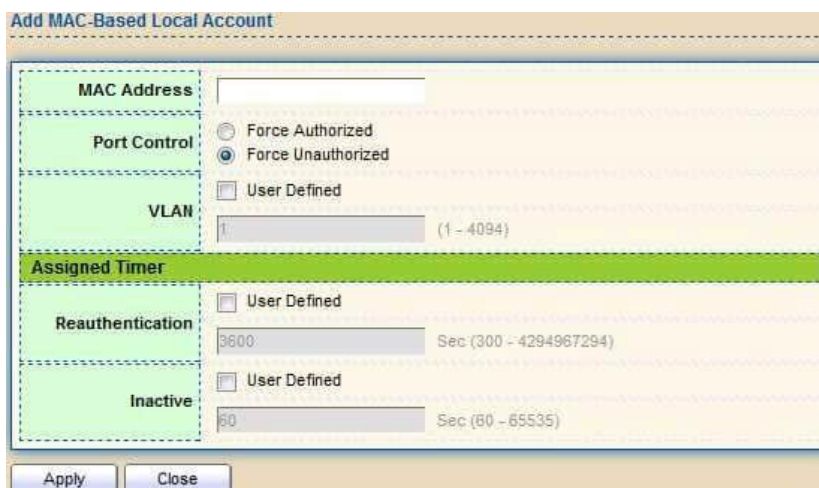 Add MAC-Based Local Account
MAC Address
Port Control
Force Authorized
Force Unauthorized
VLAN
User Defined
1 (1 - 4094)
Assigned Timer
Reauthentication
User Defined
3600 Sec (300 - 4294967294)
Inactive
User Defined
60 Sec (60 - 65535)
Apply Close